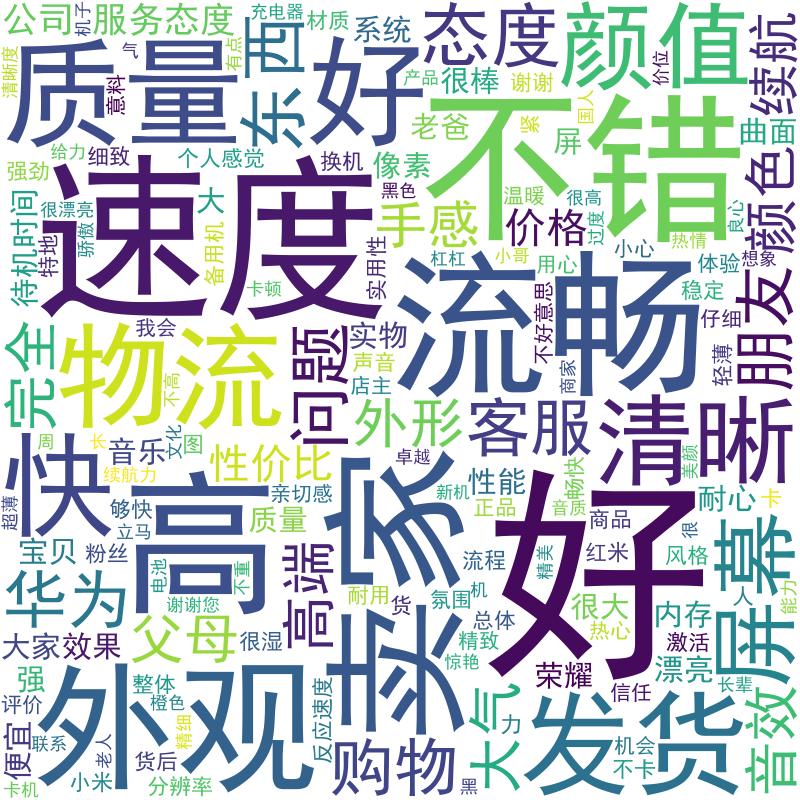 公司
机子
服务态度
充电器
材质
系统
态度
颜值
价位
续航
清晰度
质量
意料
东西
气
有点
好
产品
很棒
谢谢
不错
紧
国人
老爸
屏
曲面
强劲
给力
细致
个人感觉
换机
像素
黑色
温暖
很高
过度
良心
颜色
待机时间
很漂亮
骄傲
特地
速度
大
备用机
卡顿
实用性
手感
价格
杠杠
小哥
用心
小心
热情
体验
想象
稳定
仔细
朋友
完全
我会
物流
不高
问题
实物
声音
店主
流畅
不好意思
商家
轻薄
外形
客服
清晰
美颜
周
长
图
文化
快
音乐
续航力
性价比
卓越
性能
畅快
音质
耐心
卡
超薄
够快
立马
亲切感
质量
新机
正品
商品
很
屏幕
宝贝
粉丝
高
电池
不重
高端
卖家
流程
精美
红米
风格
好
华为
谢谢您
耐用
货
氛围
机
总体
很大
热心
内存
人
能力
大家
效果
父母
很湿
精致
惊艳
荣耀
激活
漂亮
长辈
强
整体
橙色
精细
外观
反应速度
大气
力
信任
发货
音效
评价
便宜
联系
老人
货后
卡机
小米
分辨率
购物
黑
机会
不卡